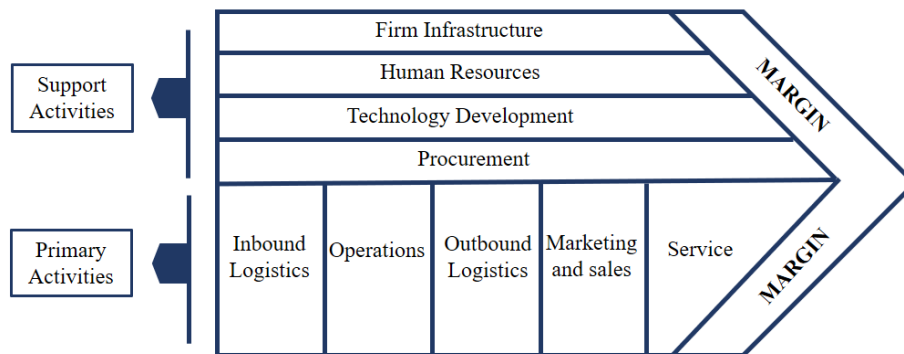 Firm Infrastructure
Human Resources
Technology Development
Procurement
Support
Activities
MARGIN
Primary
Activities
Inbound
Logistics
Operations
Outbound
Logistics
Marketing
and sales
Service
MARGIN